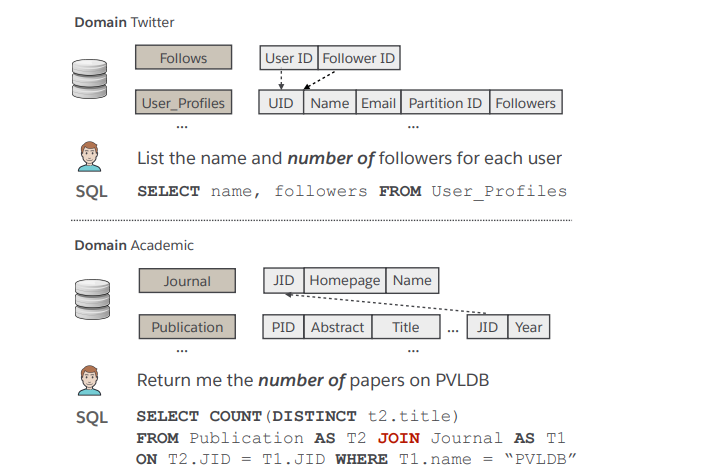 Domain Twitter
Follows User ID Follower ID
User_Profiles UID Name Email Partition ID Followers
... ...
List the name and number of followers for each user
SQL SELECT name, followers FROM User_Profiles
Domain Academic
Journal JID Homepage Name
Publication PID Abstract Title ... JID Year
... ...
Return me the number of papers on PVLDB
SQL SELECT COUNT(DISTINCT t2.title)
FROM Publication AS T2 JOIN Journal AS T1
ON T2.JID = T1.JID WHERE T1.name = “PVLDB”